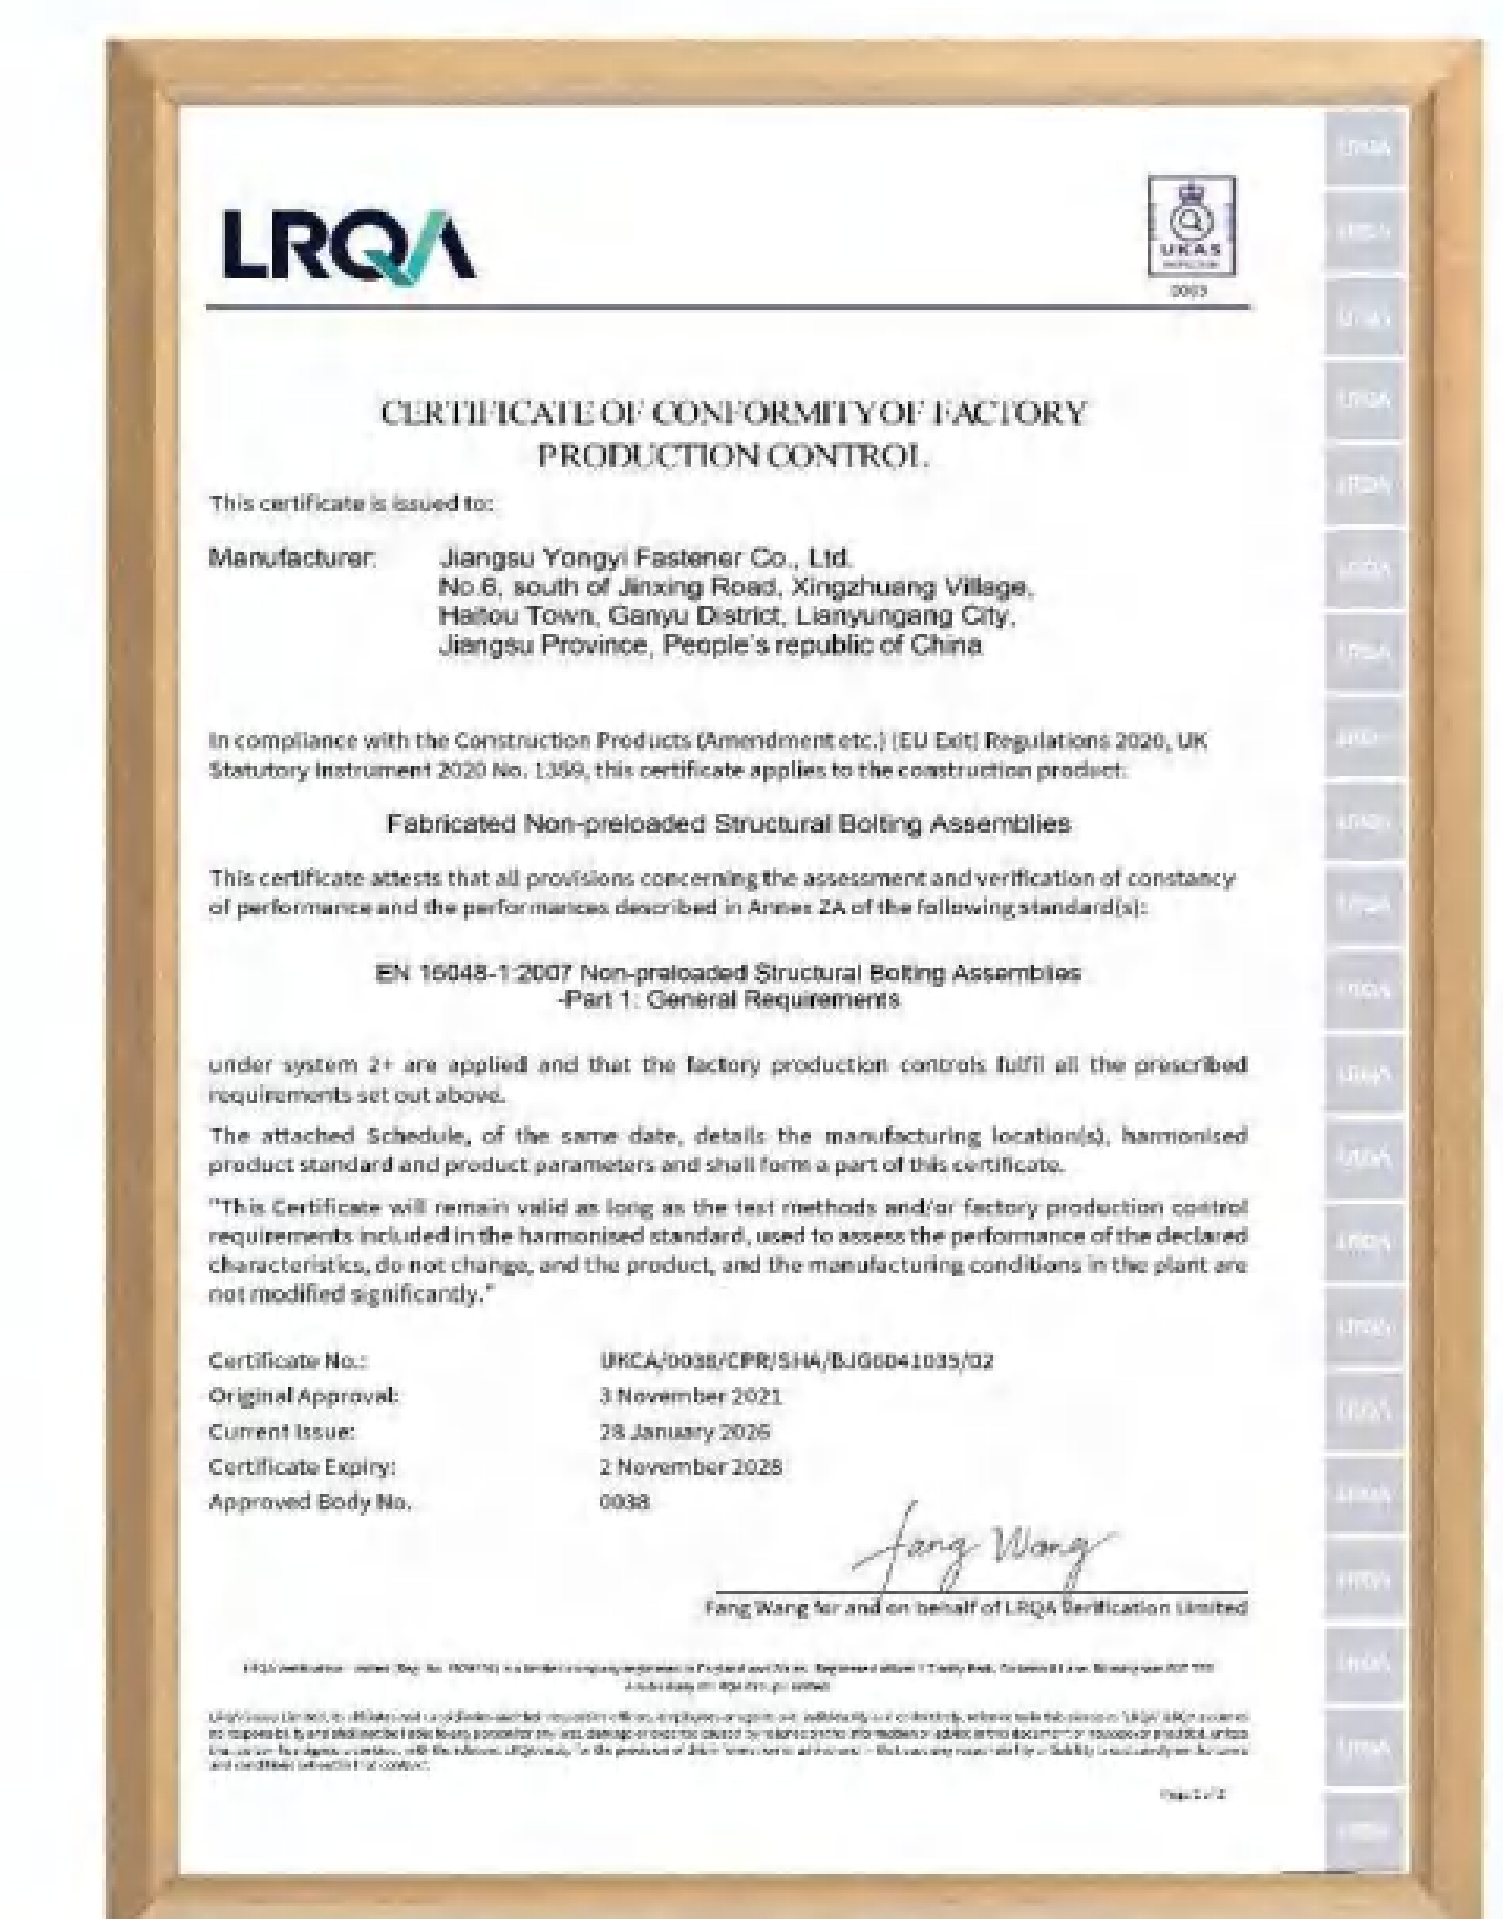 LRQA
UKAS
INSPECTION
CERTIFICATE OF CONFORMITY OF FACTORY
PRODUCTION CONTROL
This certificate is issued to:
Manufacturer: Jiangsu Yongyi Fastener Co., Ltd.
No.6, south of Jinxing Road, Xingzhuang Village,
Haitou Town, Ganyu District, Lianyungang City,
Jiangsu Province, People's republic of China
In compliance with the Construction Products (Amendment etc.) (EU Exit) Regulations 2020, UK
Statutory Instrument 2020 No. 1359, this certificate applies to the construction product:
Fabricated Non-preloaded Structural Bolting Assemblies
This certificate attests that all provisions concerning the assessment and verification of constancy
of performance and the performances described in Annex ZA of the following standard(s):
EN 15048-1:2007 Non-preloaded Structural Bolting Assemblies
-Part 1: General Requirements
under system 2+ are applied and that the factory production controls fulfil all the prescribed
requirements set out above.
The attached Schedule, of the same date, details the manufacturing location(s), harmonised
product standard and product parameters and shall form a part of this certificate.
"This Certificate will remain valid as long as the test methods and/or factory production control
requirements included in the harmonised standard, used to assess the performance of the declared
characteristics, do not change, and the product, and the manufacturing conditions in the plant are
not modified significantly."
Certificate No.: UKCA/0038/CPR/SHA/BJG6041035/02
Original Approval: 3 November 2021
Current Issue: 28 January 2026
Certificate Expiry: 2 November 2028
Approved Body No. 0038
Fang Wang
Fang Wang for and on behalf of LRQA Verification Limited